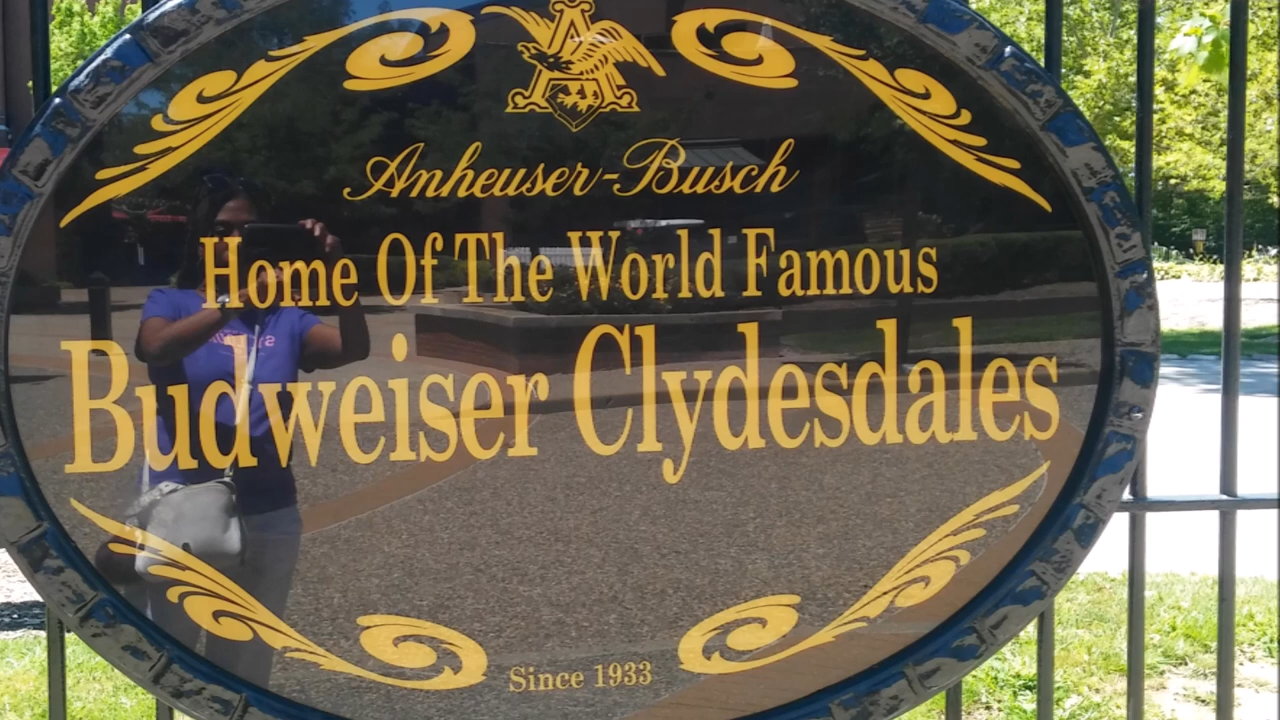 Anheuser-Busch
Home Of The World Famous
Budweiser Clydesdales
Since 1933